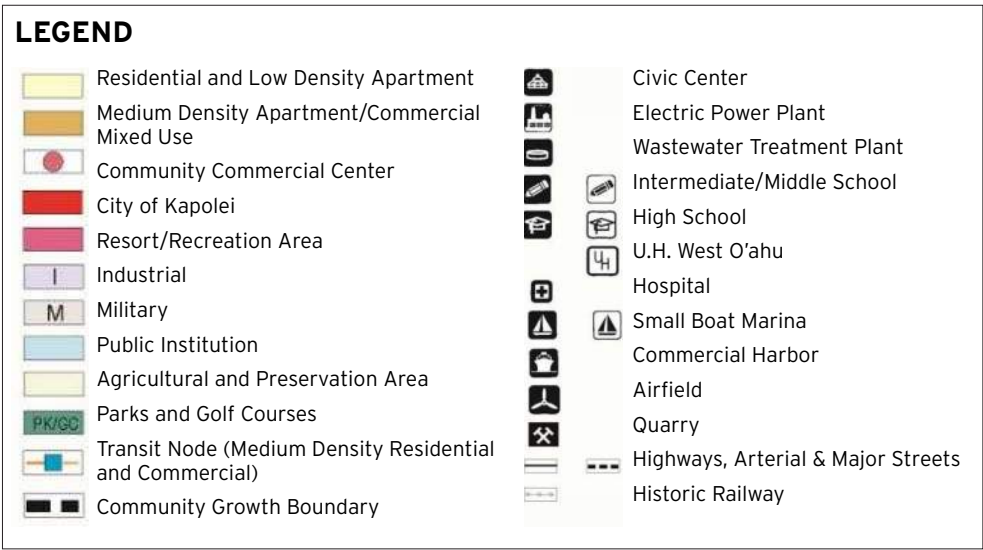 LEGEND
Residential and Low Density Apartment
Medium Density Apartment/Commercial
Mixed Use
Community Commercial Center
City of Kapolei
Resort/Recreation Area
I Industrial
M Military
Public Institution
Agricultural and Preservation Area
PK/GC Parks and Golf Courses
Transit Node (Medium Density Residential
and Commercial)
Community Growth Boundary
Civic Center
Electric Power Plant
Wastewater Treatment Plant
Intermediate/Middle School
High School
UH U.H. West O'ahu
Hospital
Small Boat Marina
Commercial Harbor
Airfield
Quarry
Highways, Arterial & Major Streets
Historic Railway